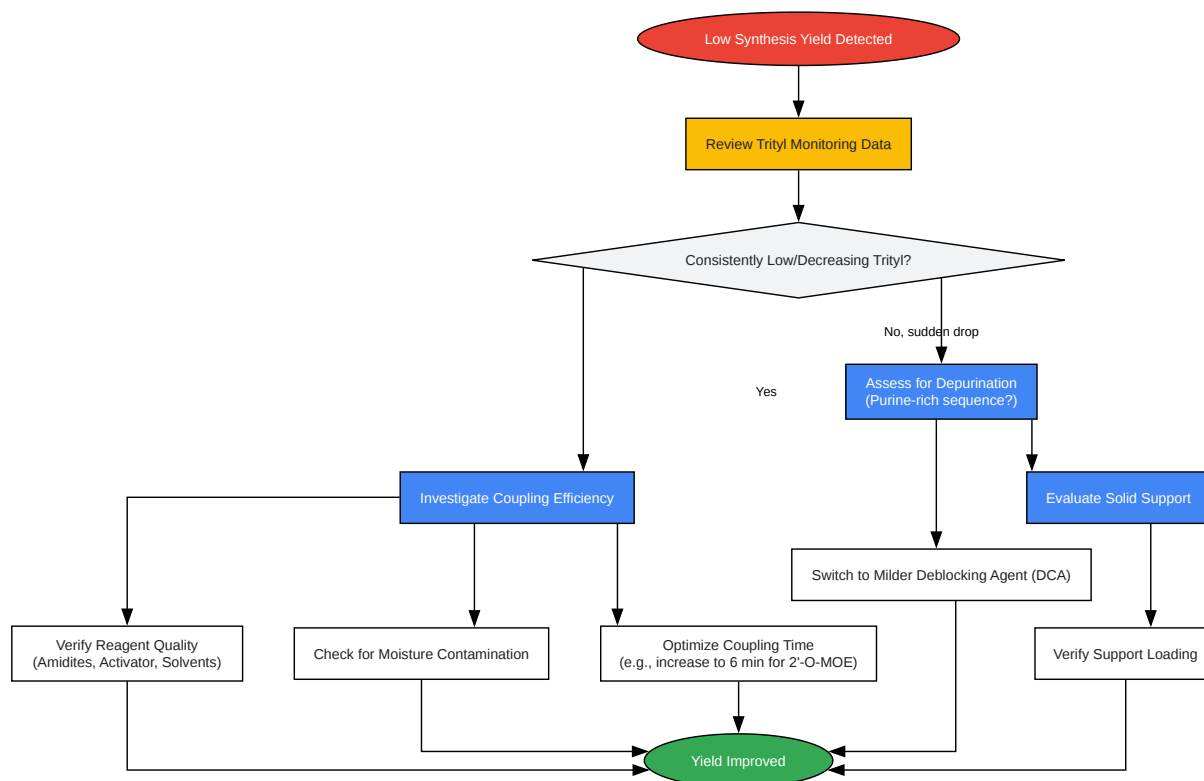 Low Synthesis Yield Detected
Review Trityl Monitoring Data
Consistently Low/Decreasing Trityl?
No, sudden drop
Yes
Assess for Depurination
(Purine-rich sequence?)
Investigate Coupling Efficiency
Evaluate Solid Support
Switch to Milder Deblocking Agent (DCA)
Verify Reagent Quality
(Amidites, Activator, Solvents)
Check for Moisture Contamination
Optimize Coupling Time
(e.g., increase to 6 min for 2'-O-MOE)
Verify Support Loading
Yield Improved